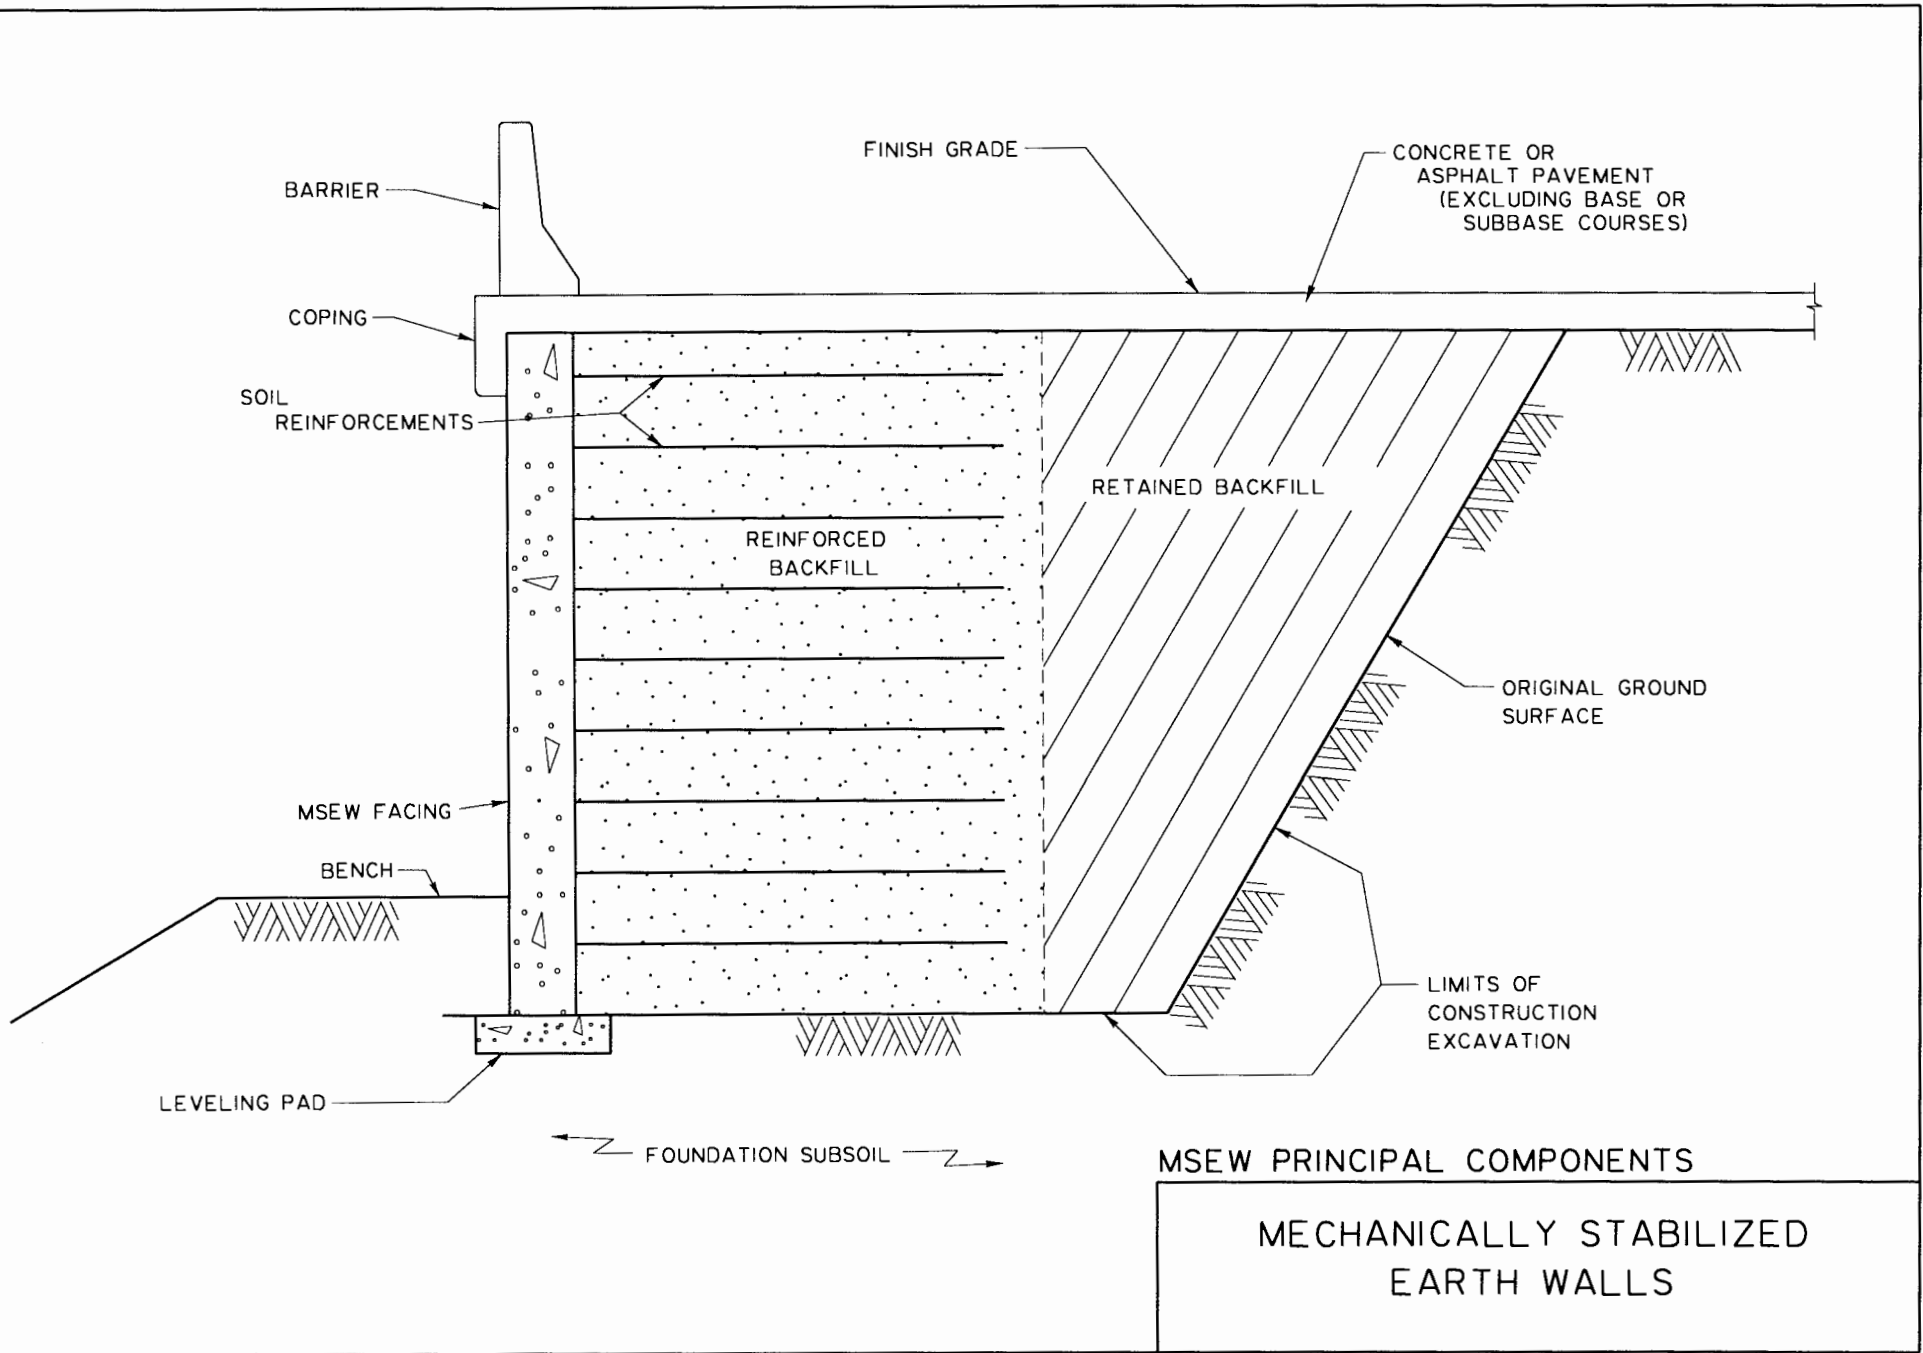 FINISH GRADE
CONCRETE OR
ASPHALT PAVEMENT
(EXCLUDING BASE OR
SUBBASE COURSES)
BARRIER
COPING
SOIL
REINFORCEMENTS
RETAINED BACKFILL
REINFORCED
BACKFILL
ORIGINAL GROUND
SURFACE
MSEW FACING
BENCH
LIMITS OF
CONSTRUCTION
EXCAVATION
LEVELING PAD
FOUNDATION SUBSOIL
MSEW PRINCIPAL COMPONENTS
MECHANICALLY STABILIZED
EARTH WALLS